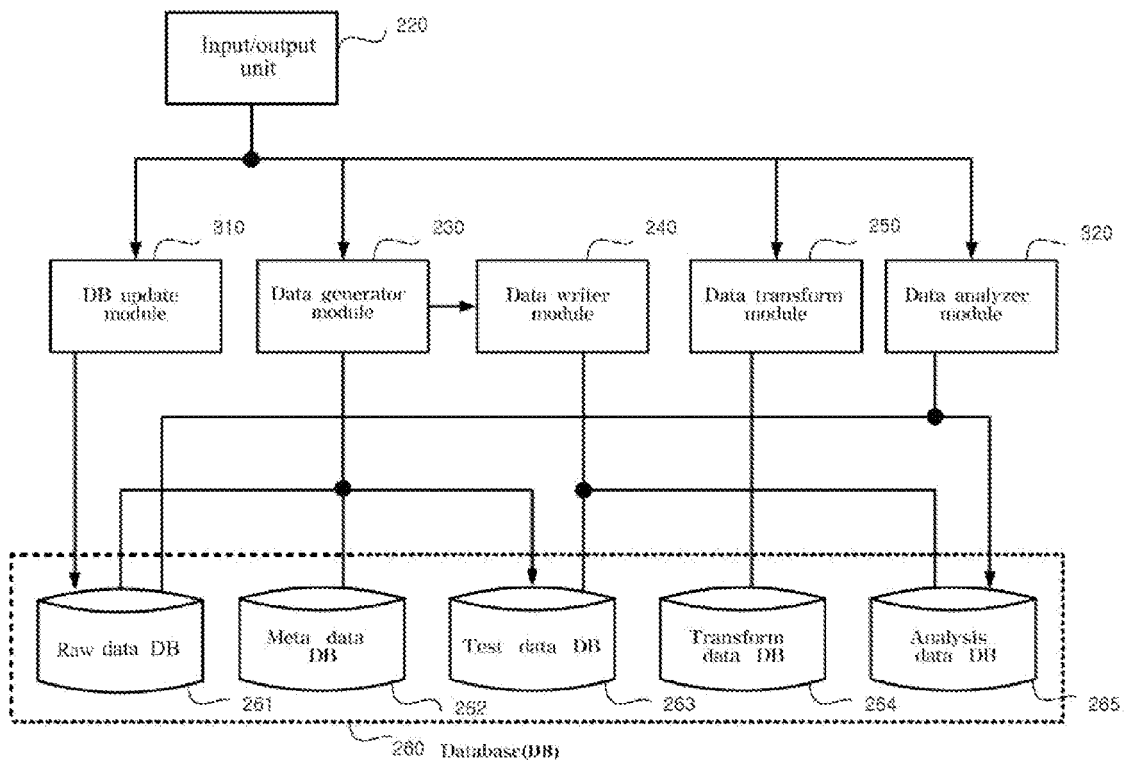 Input/output
unit
220
310
230
240
250
320
DB update
module
Data generator
module
Data writer
module
Data transform
module
Data analyzer
module
Raw data DB
Meta data
DB
Test data DB
Transform
data DB
Analysis
data DB
261
262
263
264
265
260
Database(DB)